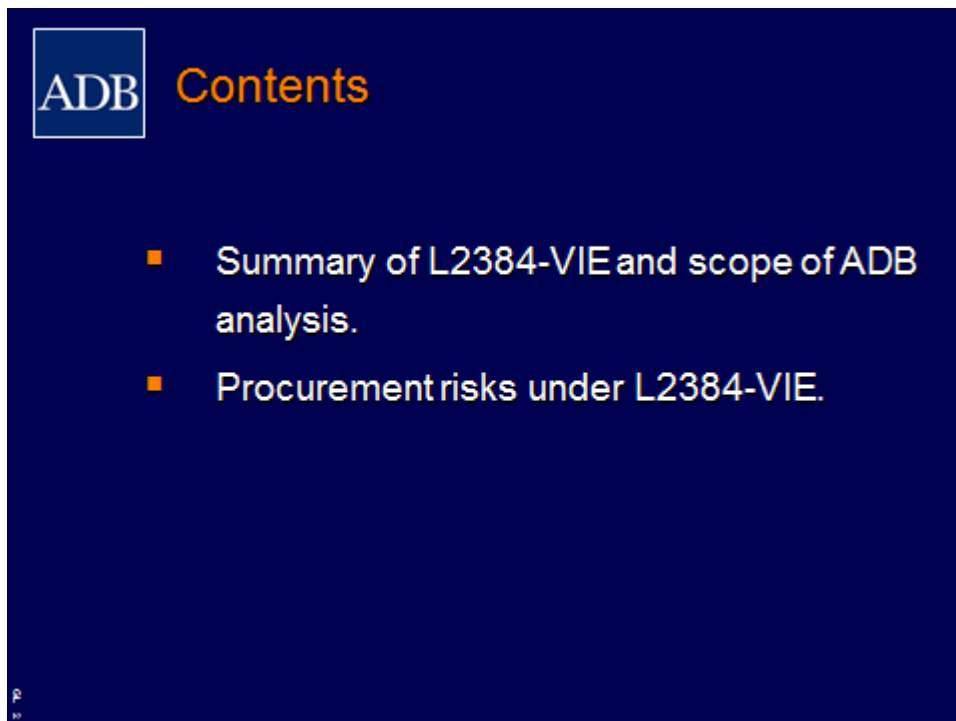 ADB
Contents
Summary of L2384-VIE and scope of ADB
analysis.
Procurement risks under L2384-VIE.